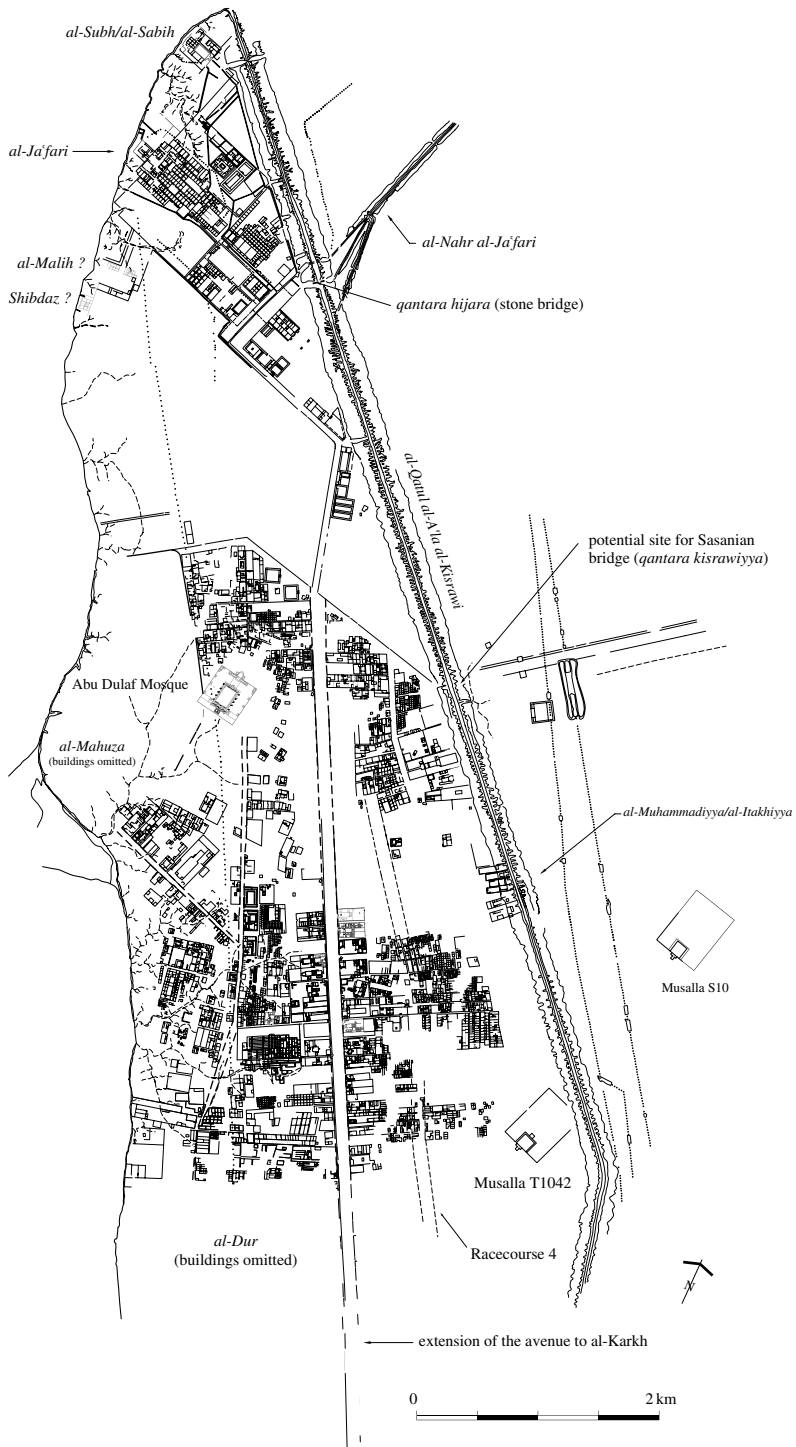 al-Subh/al-Sabih
al-Jaʿfari
al-Nahr al-Jaʿfari
al-Malih ?
Shibdaz ?
qantara hijara (stone bridge)
al-Qatul al-A'la al-Kisrawi
potential site for Sasanian
bridge (qantara kisrawiyya)
Abu Dulaf Mosque
al-Mahuza
(buildings omitted)
al-Muhammadiyya/al-Itakhiyya
Musalla S10
Musalla T1042
al-Dur
(buildings omitted)
Racecourse 4
N
extension of the avenue to al-Karkh
0
2 km